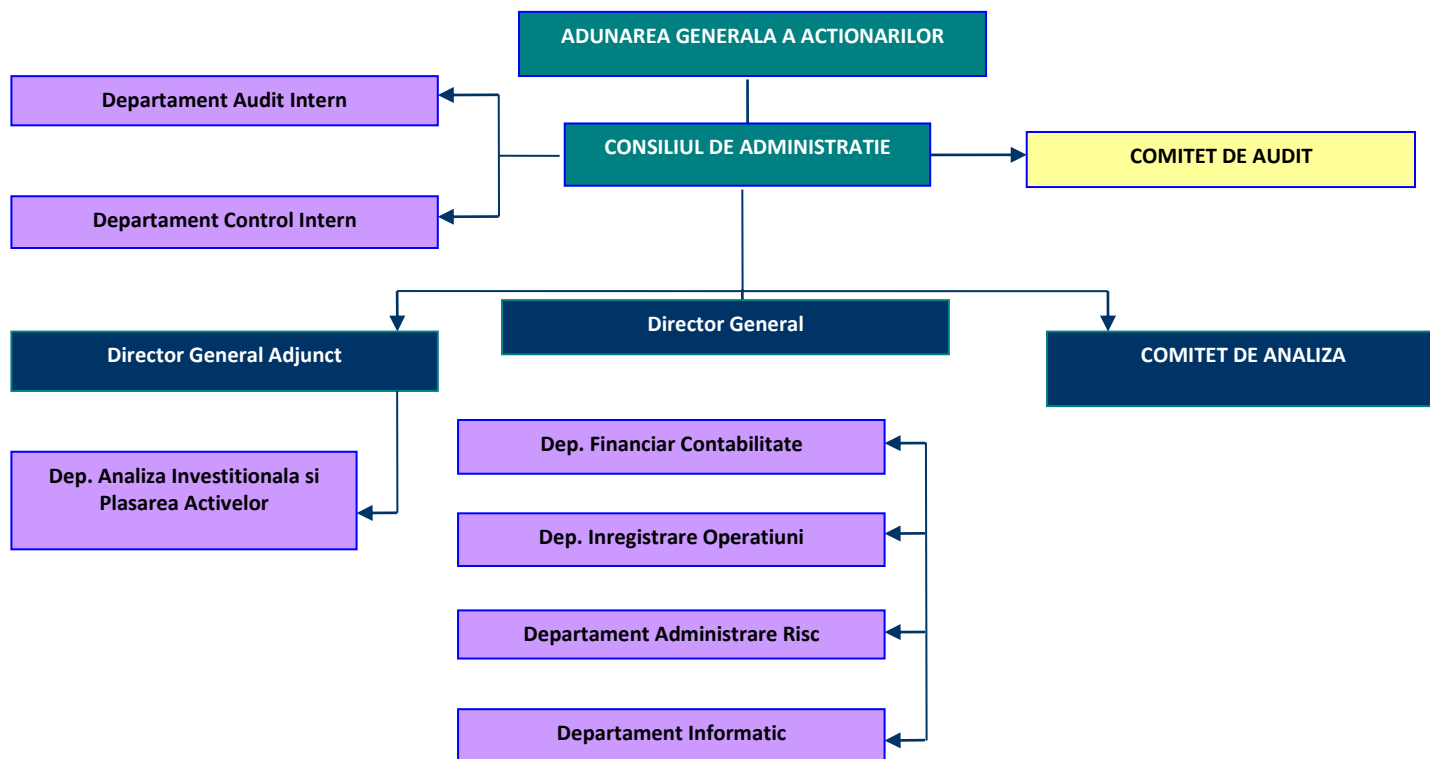 ADUNAREA GENERALA A ACTIONARILOR
Departament Audit Intern
CONSILIUL DE ADMINISTRATIE
COMITET DE AUDIT
Departament Control Intern
Director General
Director General Adjunct
COMITET DE ANALIZA
Dep. Financiar Contabilitate
Dep. Analiza Investitionala si
Plasarea Activelor
Dep. Inregistrare Operatiuni
Departament Administrare Risc
Departament Informatic